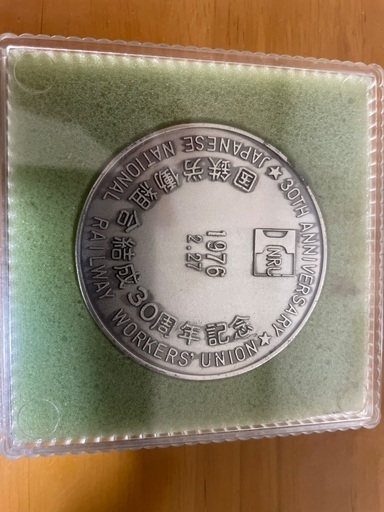 ★ 30TH ANNIVERSARY ★
JAPANESE NATIONAL RAILWAY WORKERS' UNION
国鉄労働組合結成30周年記念
NRU
1976
2.27